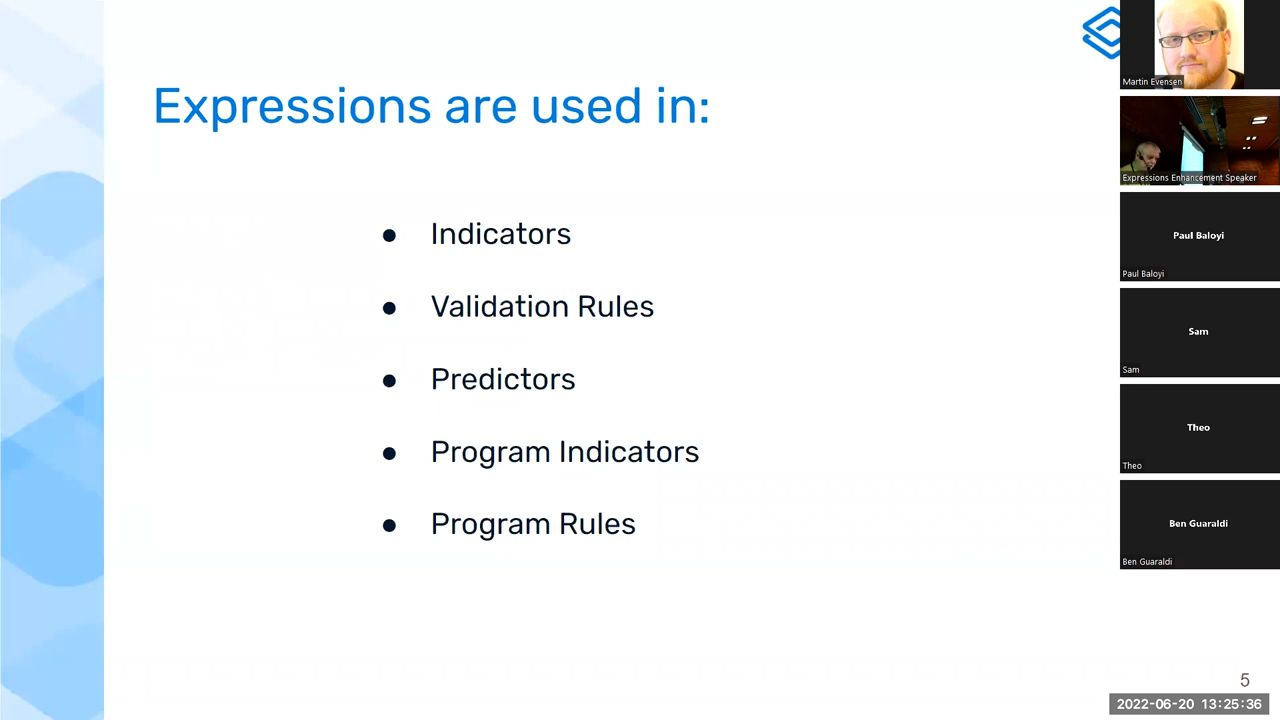 Expressions are used in:
● Indicators
● Validation Rules
● Predictors
● Program Indicators
● Program Rules
Martin Evensen
Expressions Enhancement Speaker
Paul Baloyi
Paul Baloyi
Sam
Sam
Theo
Theo
Ben Guaraldi
Ben Guaraldi
5
2022-06-20 13:25:36